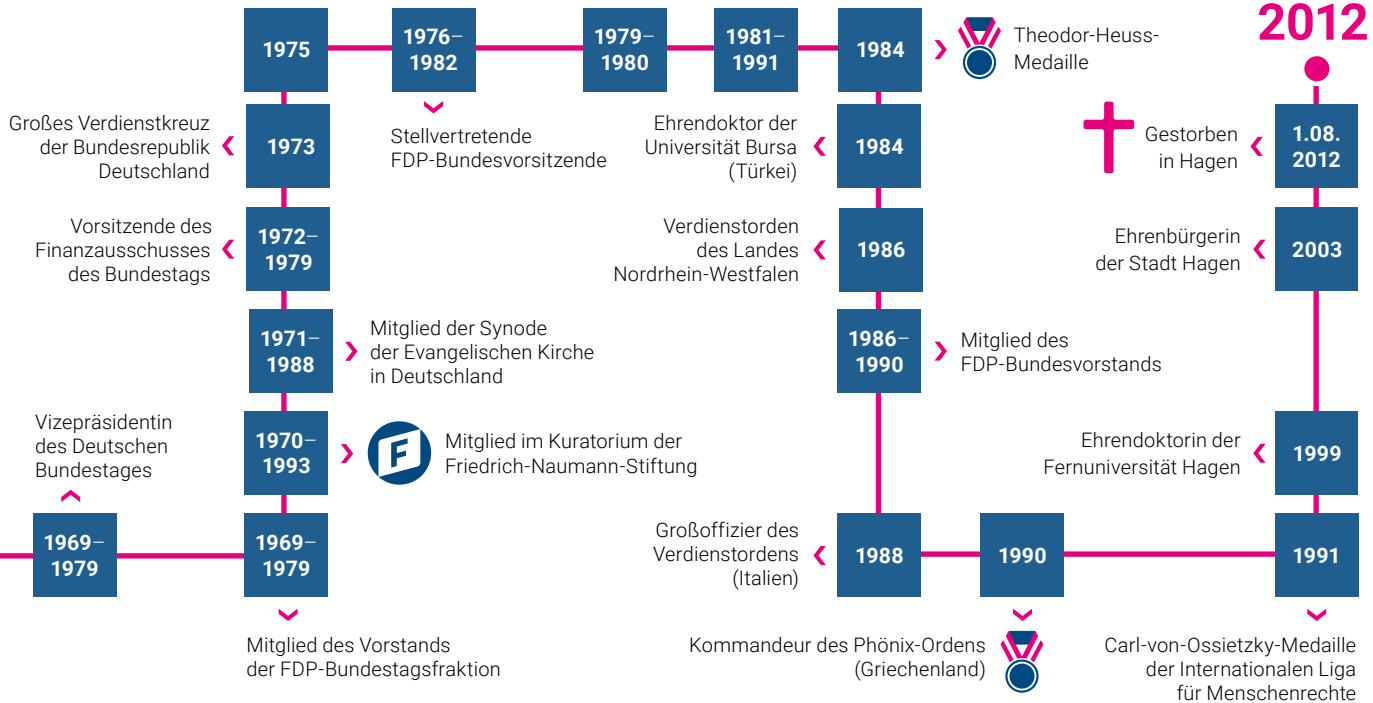 1969–
1979
Vizepräsidentin
des Deutschen
Bundestages
1969–
1979
Mitglied des Vorstands
der FDP-Bundestagsfraktion
1970–
1993
F
Mitglied im Kuratorium der
Friedrich-Naumann-Stiftung
1971–
1988
Mitglied der Synode
der Evangelischen Kirche
in Deutschland
1972–
1979
Vorsitzende des
Finanzausschusses
des Bundestags
1973
Großes Verdienstkreuz
der Bundesrepublik
Deutschland
1975
1976–
1982
Stellvertretende
FDP-Bundesvorsitzende
1979–
1980
1981–
1991
1984
Theodor-Heuss-
Medaille
1984
Ehrendoktor der
Universität Bursa
(Türkei)
1986
Verdienstorden
des Landes
Nordrhein-Westfalen
1986–
1990
Mitglied des
FDP-Bundesvorstands
1988
Großoffizier des
Verdienstordens
(Italien)
1990
Kommandeur des Phönix-Ordens
(Griechenland)
1991
Carl-von-Ossietzky-Medaille
der Internationalen Liga
für Menschenrechte
1999
Ehrendoktorin der
Fernuniversität Hagen
2003
Ehrenbürgerin
der Stadt Hagen
1.08.
2012
Gestorben
in Hagen
2012